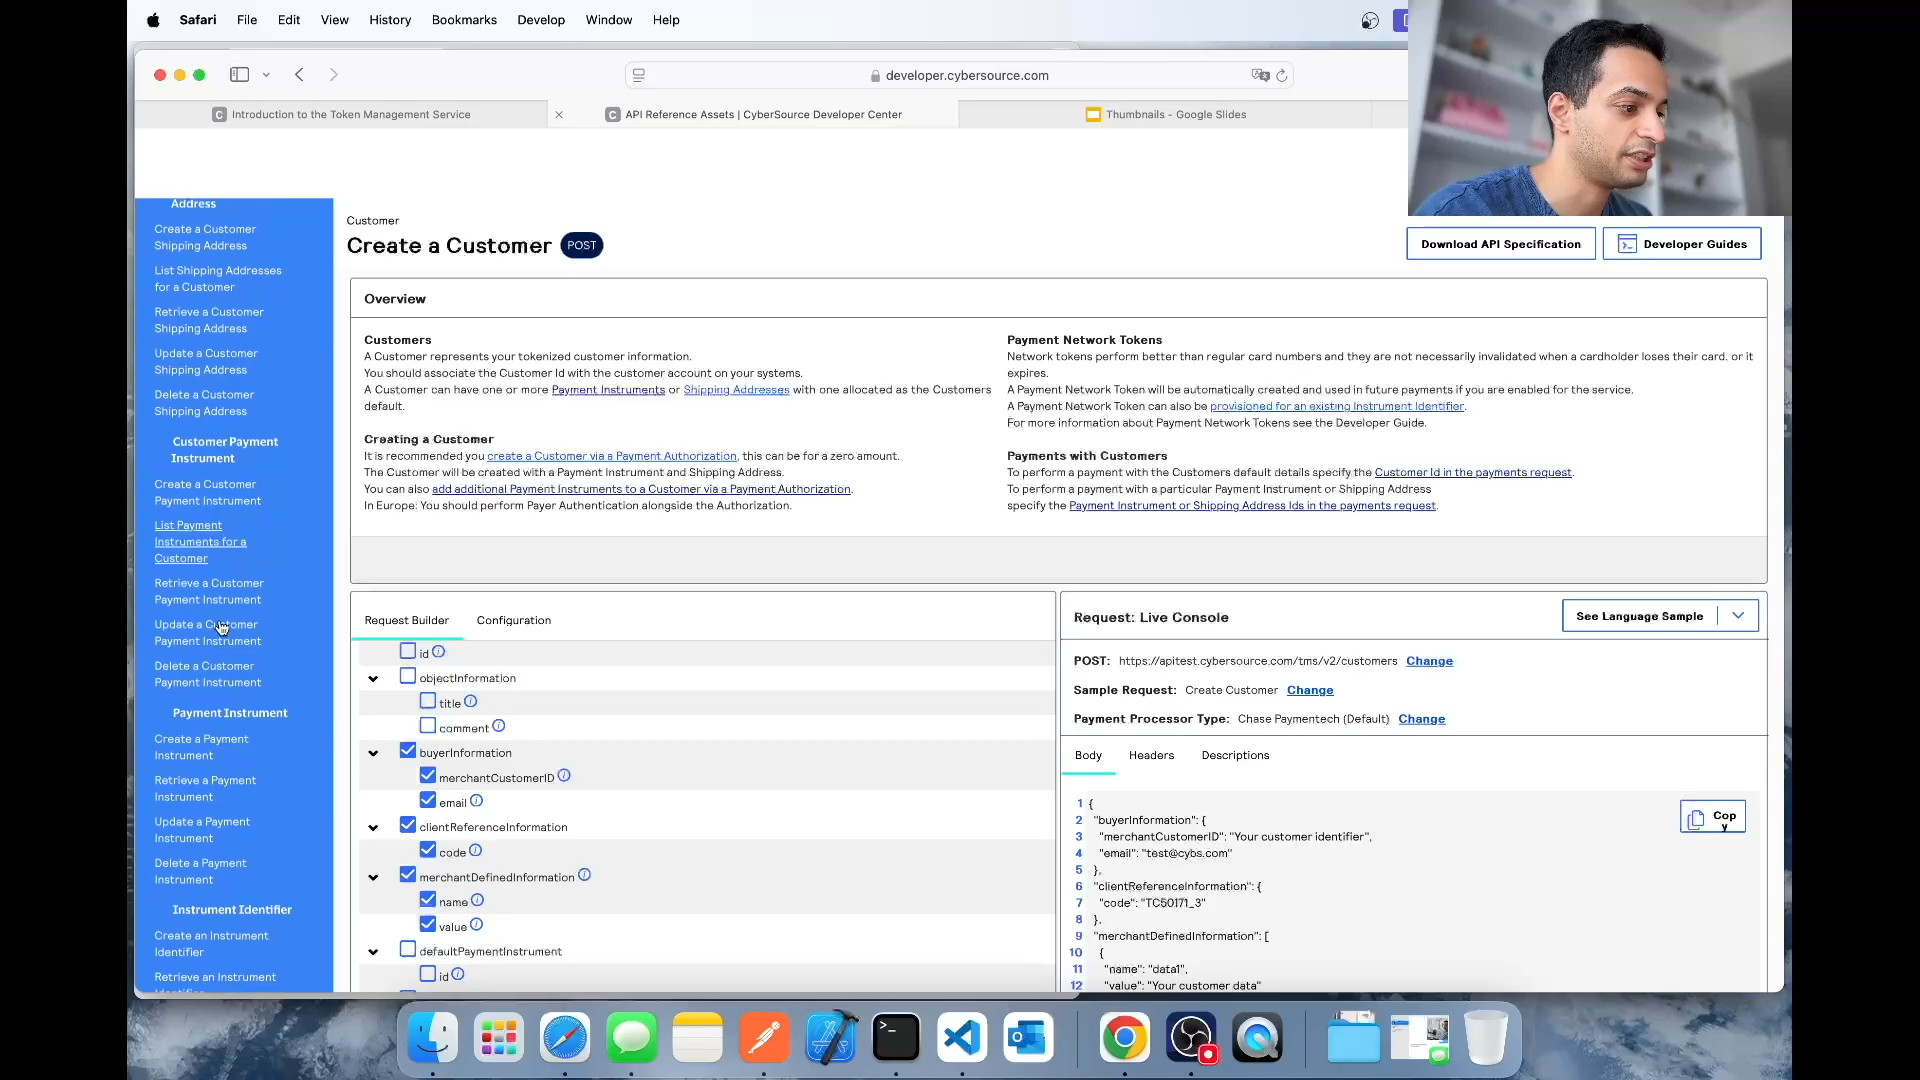 Safari File Edit View History Bookmarks Develop Window Help
developer.cybersource.com
Introduction to the Token Management Service
API Reference Assets | CyberSource Developer Center
Thumbnails - Google Slides
Address
Create a Customer
Shipping Address
List Shipping Addresses
for a Customer
Retrieve a Customer
Shipping Address
Update a Customer
Shipping Address
Delete a Customer
Shipping Address
Customer Payment
Instrument
Create a Customer
Payment Instrument
List Payment
Instruments for a
Customer
Retrieve a Customer
Payment Instrument
Update a Customer
Payment Instrument
Delete a Customer
Payment Instrument
Payment Instrument
Create a Payment
Instrument
Retrieve a Payment
Instrument
Update a Payment
Instrument
Delete a Payment
Instrument
Instrument Identifier
Create an Instrument
Identifier
Retrieve an Instrument
Customer
Create a Customer POST
Download API Specification
Developer Guides
Overview
Customers
A Customer represents your tokenized customer information.
You should associate the Customer Id with the customer account on your systems.
A Customer can have one or more Payment Instruments or Shipping Addresses with one allocated as the Customers
default.
Creating a Customer
It is recommended you create a Customer via a Payment Authorization, this can be for a zero amount.
The Customer will be created with a Payment Instrument and Shipping Address.
You can also add additional Payment Instruments to a Customer via a Payment Authorization.
In Europe: You should perform Payer Authentication alongside the Authorization.
Payment Network Tokens
Network tokens perform better than regular card numbers and they are not necessarily invalidated when a cardholder loses their card, or it
expires.
A Payment Network Token will be automatically created and used in future payments if you are enabled for the service.
A Payment Network Token can also be provisioned for an existing Instrument Identifier.
For more information about Payment Network Tokens see the Developer Guide.
Payments with Customers
To perform a payment with the Customers default details specify the Customer Id in the payments request.
To perform a payment with a particular Payment Instrument or Shipping Address
specify the Payment Instrument or Shipping Address Ids in the payments request.
Request Builder Configuration
id
objectInformation
title
comment
buyerInformation
merchantCustomerID
email
clientReferenceInformation
code
merchantDefinedInformation
name
value
defaultPaymentInstrument
id
Request: Live Console
See Language Sample
POST: https://apitest.cybersource.com/tms/v2/customers Change
Sample Request: Create Customer Change
Payment Processor Type: Chase Paymentech (Default) Change
Body Headers Descriptions
Cop
y
1 {
2 "buyerInformation": {
3 "merchantCustomerID": "Your customer identifier",
4 "email": "test@cybs.com"
5 },
6 "clientReferenceInformation": {
7 "code": "TC50171_3"
8 },
9 "merchantDefinedInformation": [
10 {
11 "name": "data1",
12 "value": "Your customer data"